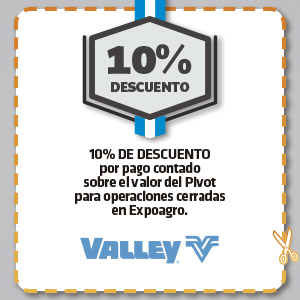 10%
DESCUENTO
10% DE DESCUENTO
por pago contado
sobre el valor del PIvot
para operaciones cerradas
en Expoagro.
VALLEY